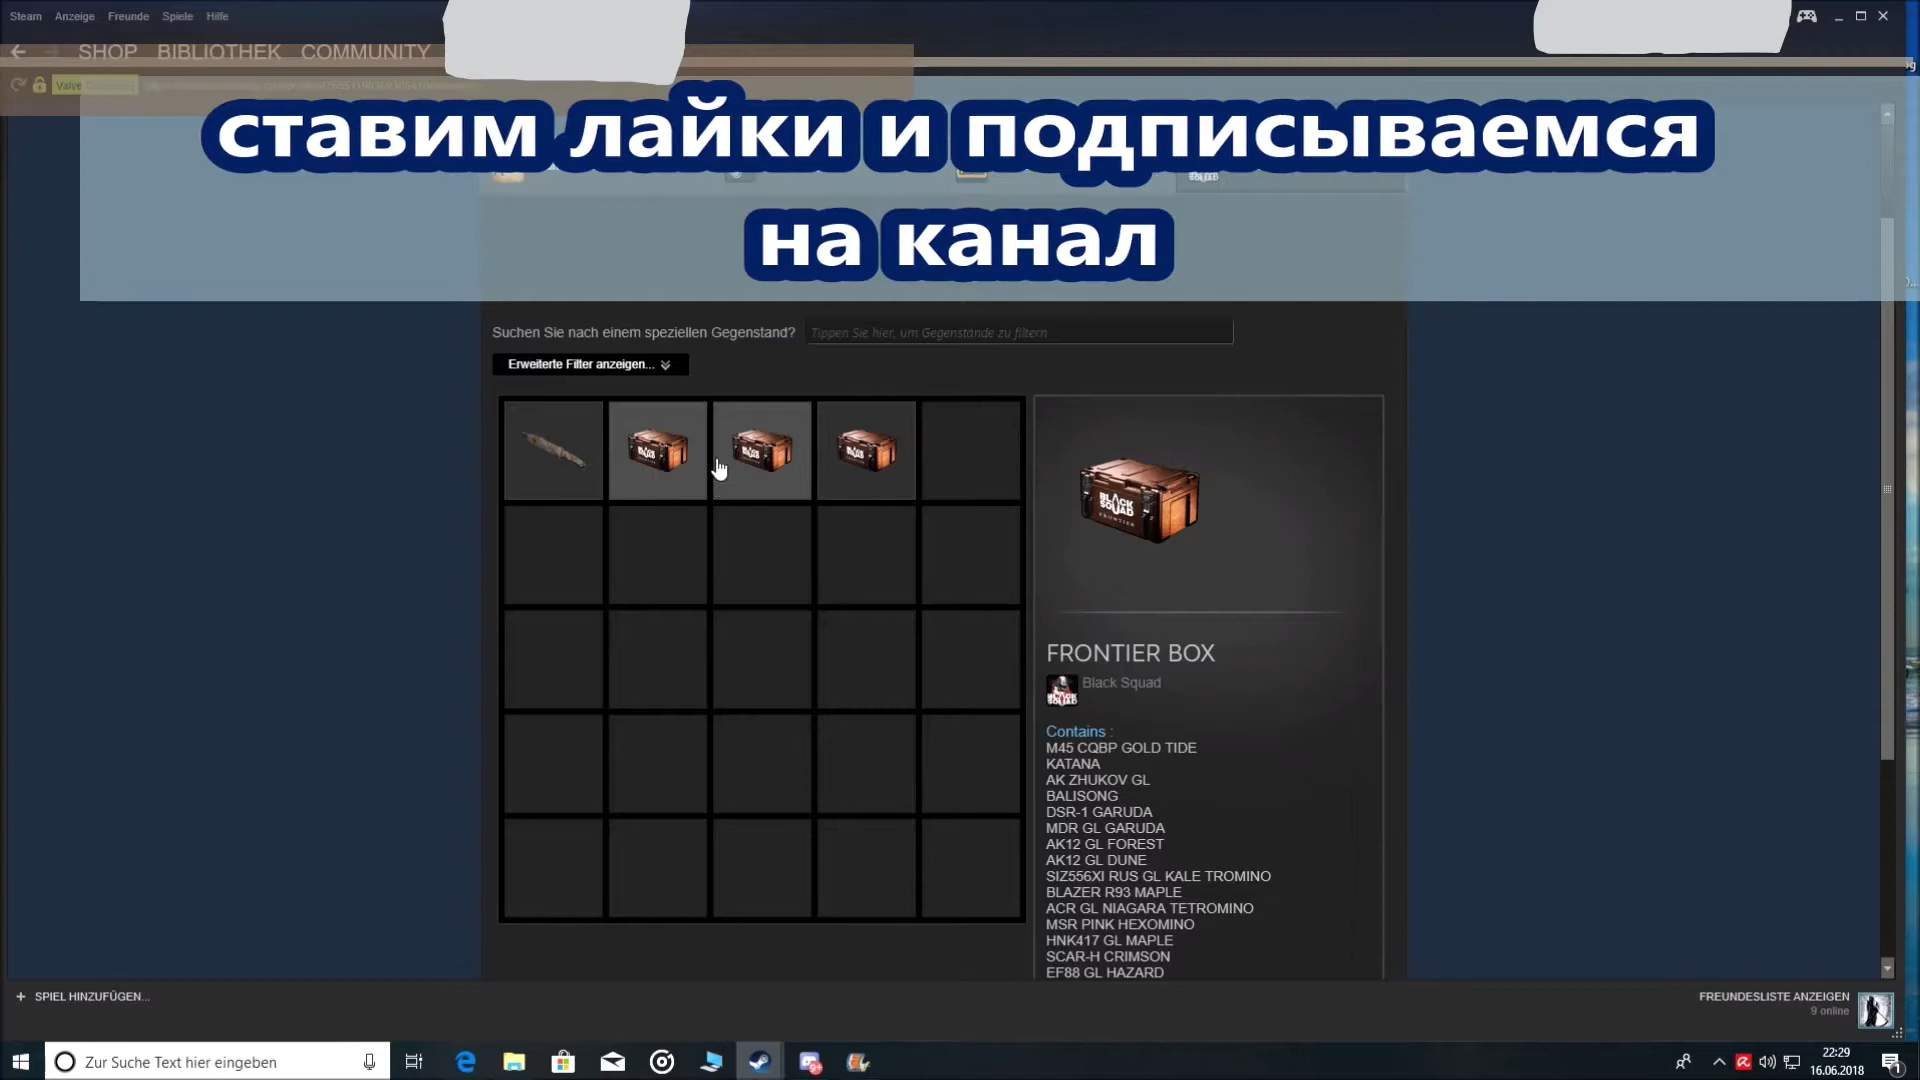 Steam Anzeige Freunde Spiele Hilfe
SHOP BIBLIOTHEK COMMUNITY
Valve
ставим лайки и подписываемся
на канал
Suchen Sie nach einem speziellen Gegenstand? Tippen Sie hier, um Gegenstände zu filtern
Erweiterte Filter anzeigen...
BLACK SQUAD FRONTIER
FRONTIER BOX
Black Squad
Contains :
M45 CQBP GOLD TIDE
KATANA
AK ZHUKOV GL
BALISONG
DSR-1 GARUDA
MDR GL GARUDA
AK12 GL FOREST
AK12 GL DUNE
SIZ556XI RUS GL KALE TROMINO
BLAZER R93 MAPLE
ACR GL NIAGARA TETROMINO
MSR PINK HEXOMINO
HNK417 GL MAPLE
SCAR-H CRIMSON
EF88 GL HAZARD
+ SPIEL HINZUFÜGEN...
FREUNDESLISTE ANZEIGEN
9 online
Zur Suche Text hier eingeben
22:29
16.06.2018